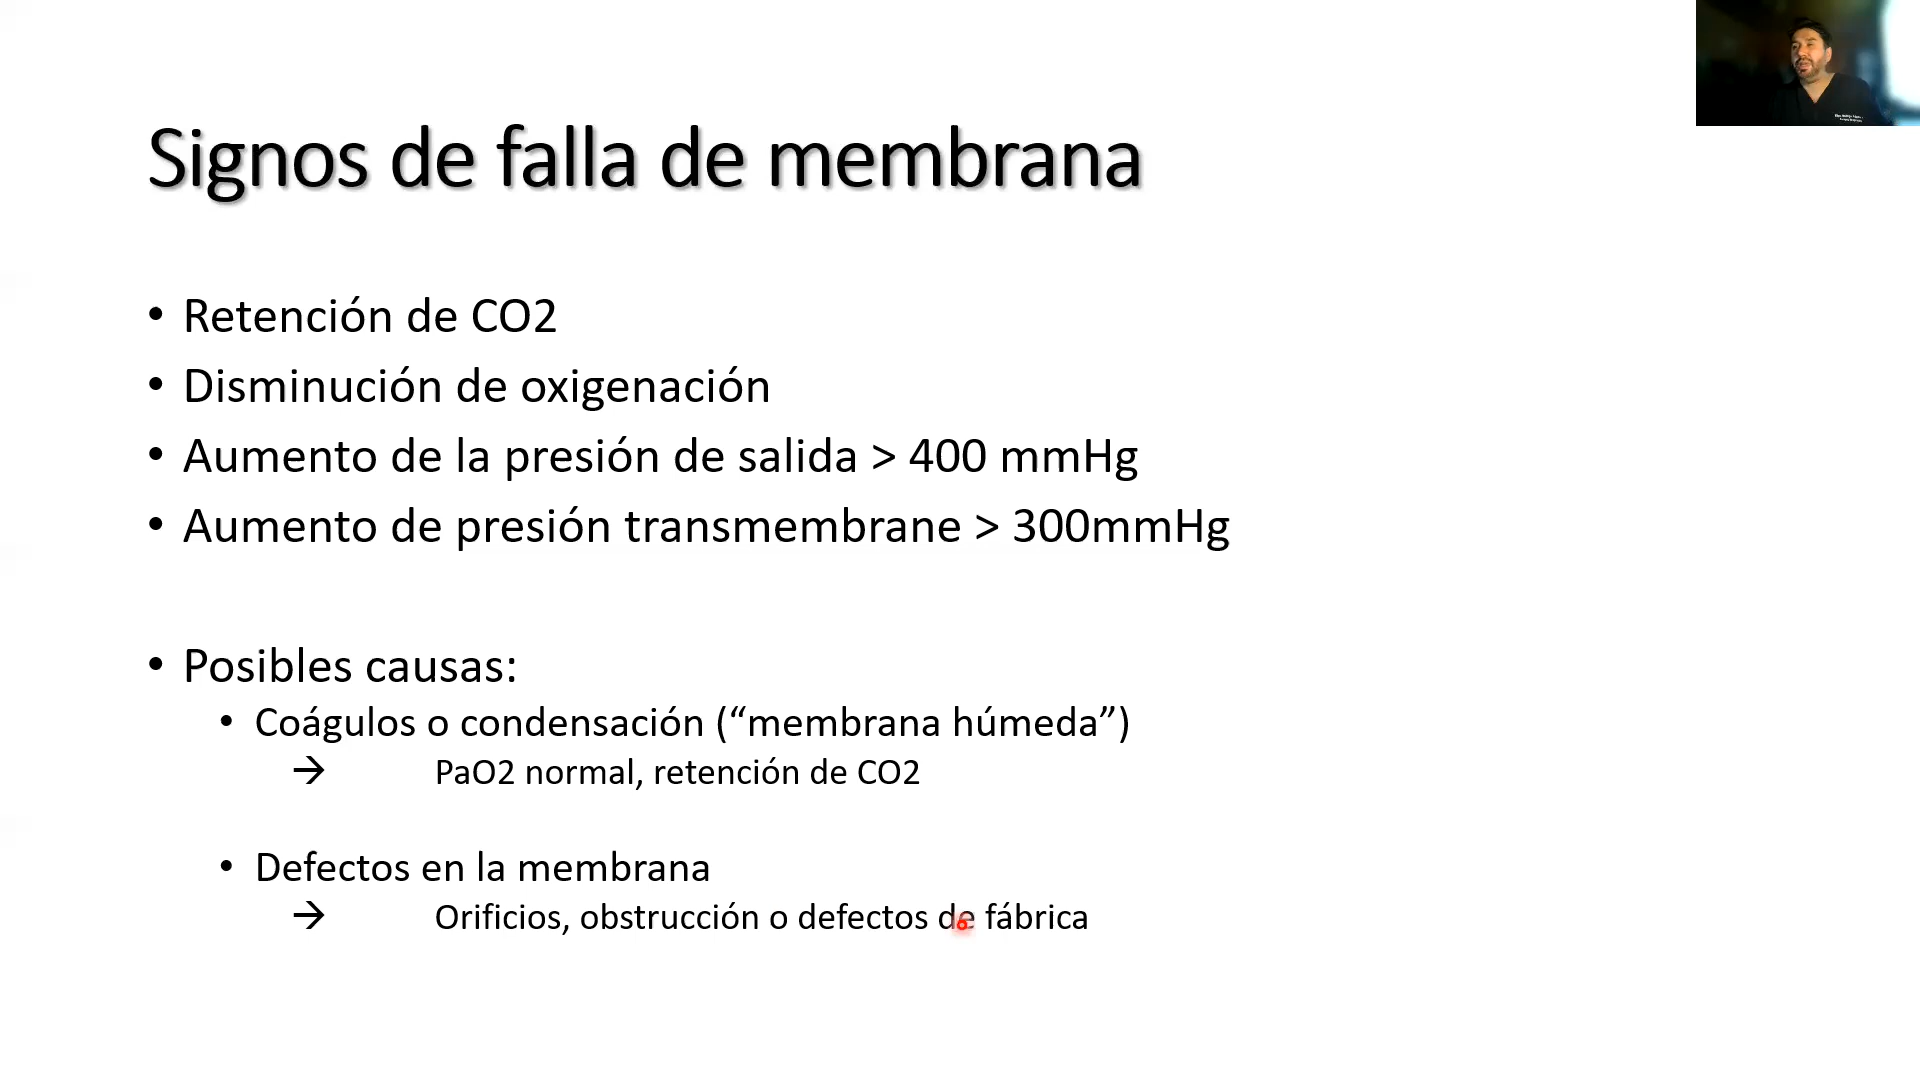 Signos de falla de membrana
• Retención de CO2
• Disminución de oxigenación
• Aumento de la presión de salida > 400 mmHg
• Aumento de presión transmembrane > 300mmHg
• Posibles causas:
• Coágulos o condensación (“membrana húmeda”)
→ PaO2 normal, retención de CO2
• Defectos en la membrana
→ Orificios, obstrucción o defectos de fábrica